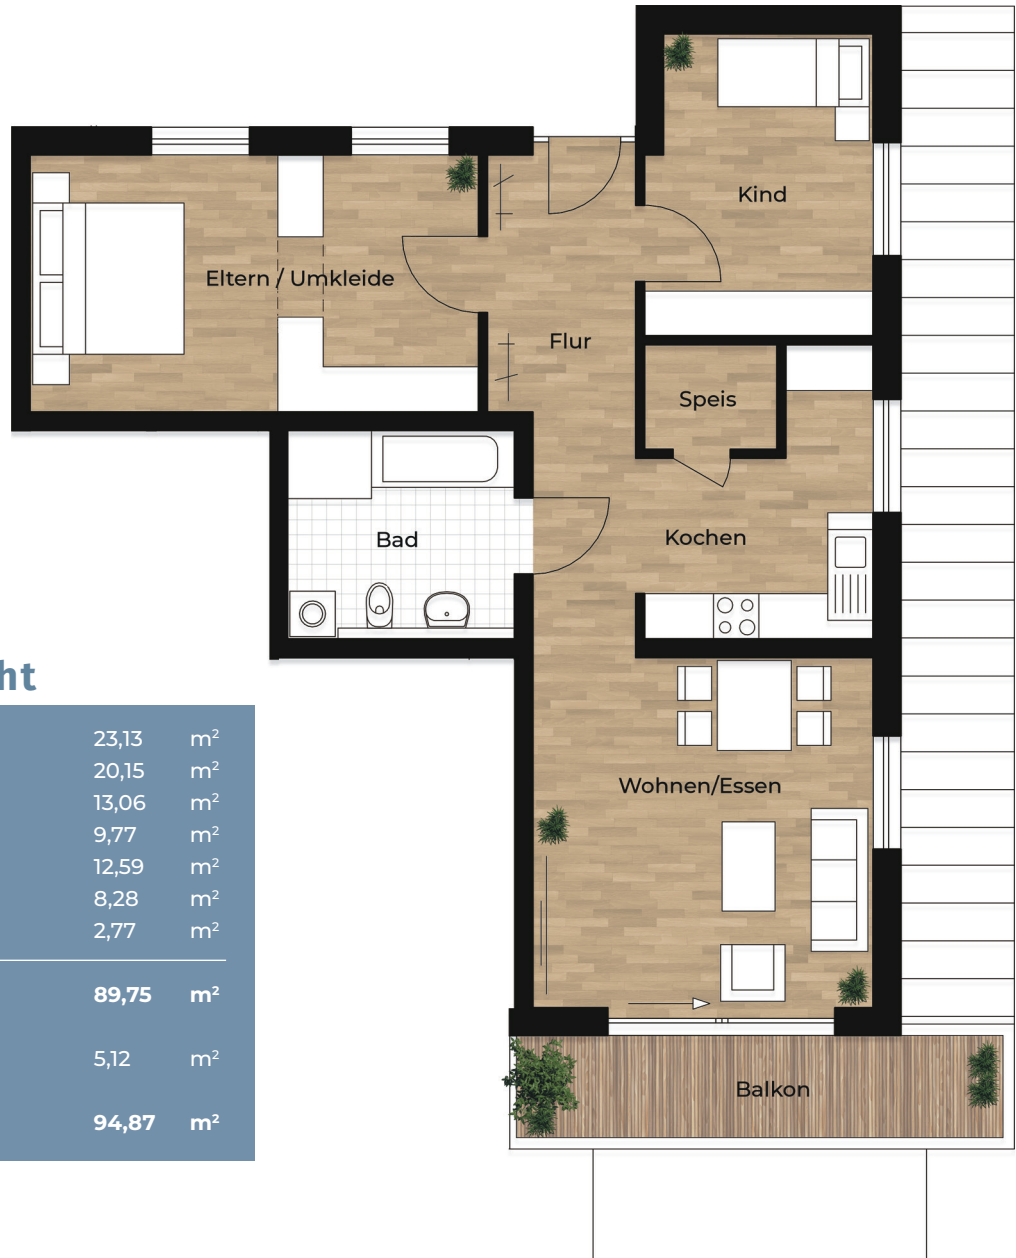 Kind
Eltern / Umkleide
Flur
Speis
Bad
Kochen
ht
23,13 m²
20,15 m²
13,06 m²
9,77 m²
12,59 m²
8,28 m²
2,77 m²
89,75 m²
5,12 m²
94,87 m²
Wohnen/Essen
Balkon